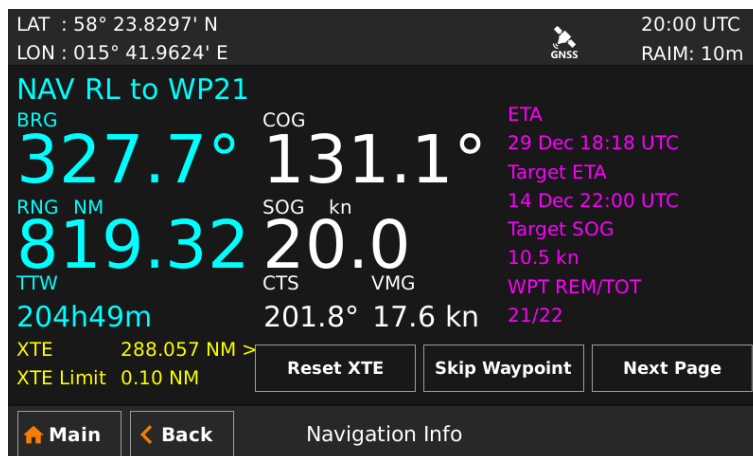 LAT : 58° 23.8297' N
LON : 015° 41.9624' E
GNSS
20:00 UTC
RAIM: 10m
NAV RL to WP21
BRG
327.7°
COG
131.1°
RNG NM
819.32
SOG kn
20.0
TTW
204h49m
CTS
201.8°
VMG
17.6 kn
ETA
29 Dec 18:18 UTC
Target ETA
14 Dec 22:00 UTC
Target SOG
10.5 kn
WPT REM/TOT
21/22
XTE 288.057 NM >
XTE Limit 0.10 NM
Reset XTE
Skip Waypoint
Next Page
Main
Back
Navigation Info